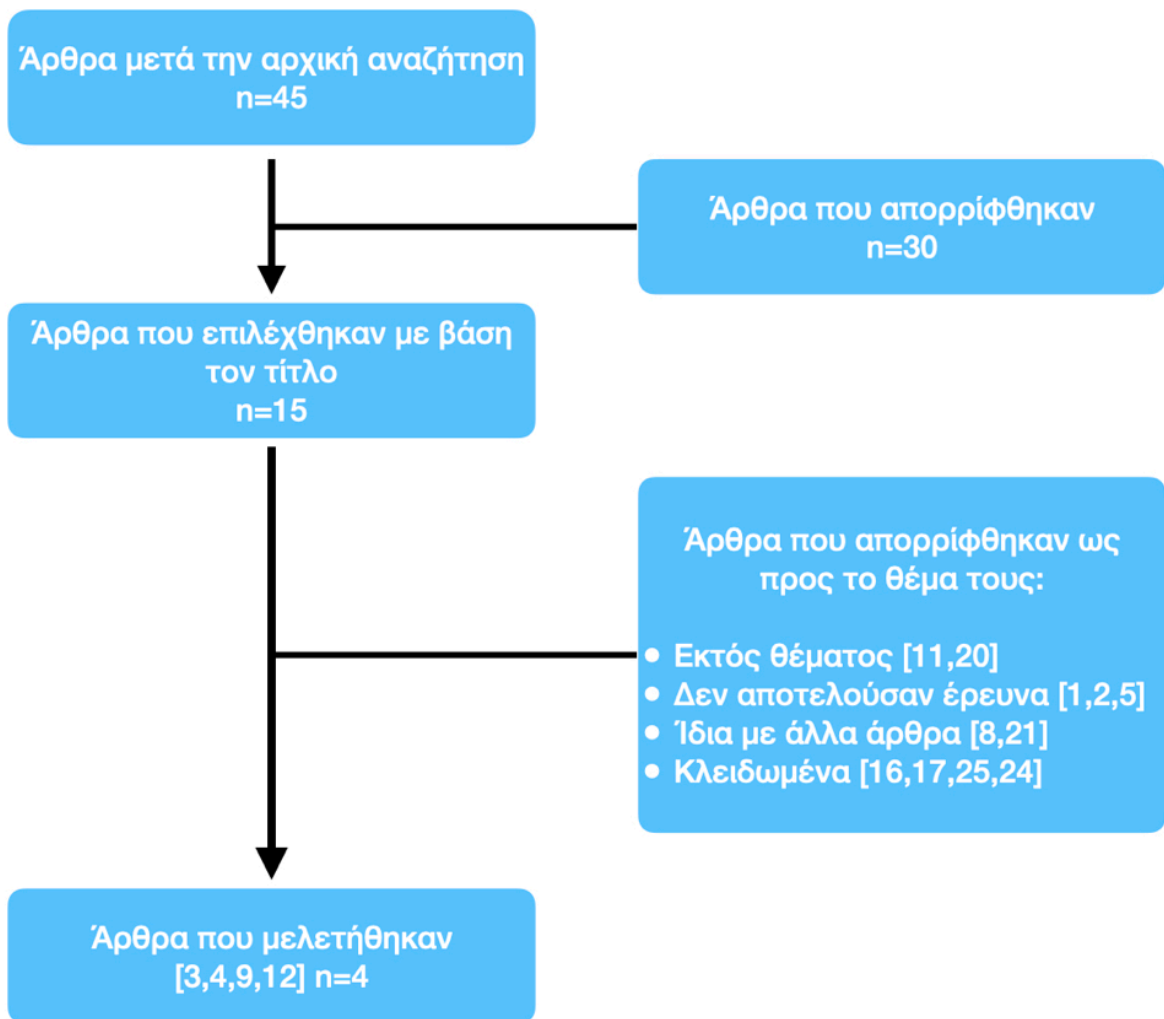 Άρθρα μετά την αρχική αναζήτηση
n=45
Άρθρα που απορρίφθηκαν
n=30
Άρθρα που επιλέχθηκαν με βάση
τον τίτλο
n=15
Άρθρα που απορρίφθηκαν ως
προς το θέμα τους:
• Εκτός θέματος [11,20]
• Δεν αποτελούσαν έρευνα [1,2,5]
• Ίδια με άλλα άρθρα [8,21]
• Κλειδωμένα [16,17,25,24]
Άρθρα που μελετήθηκαν
[3,4,9,12] n=4